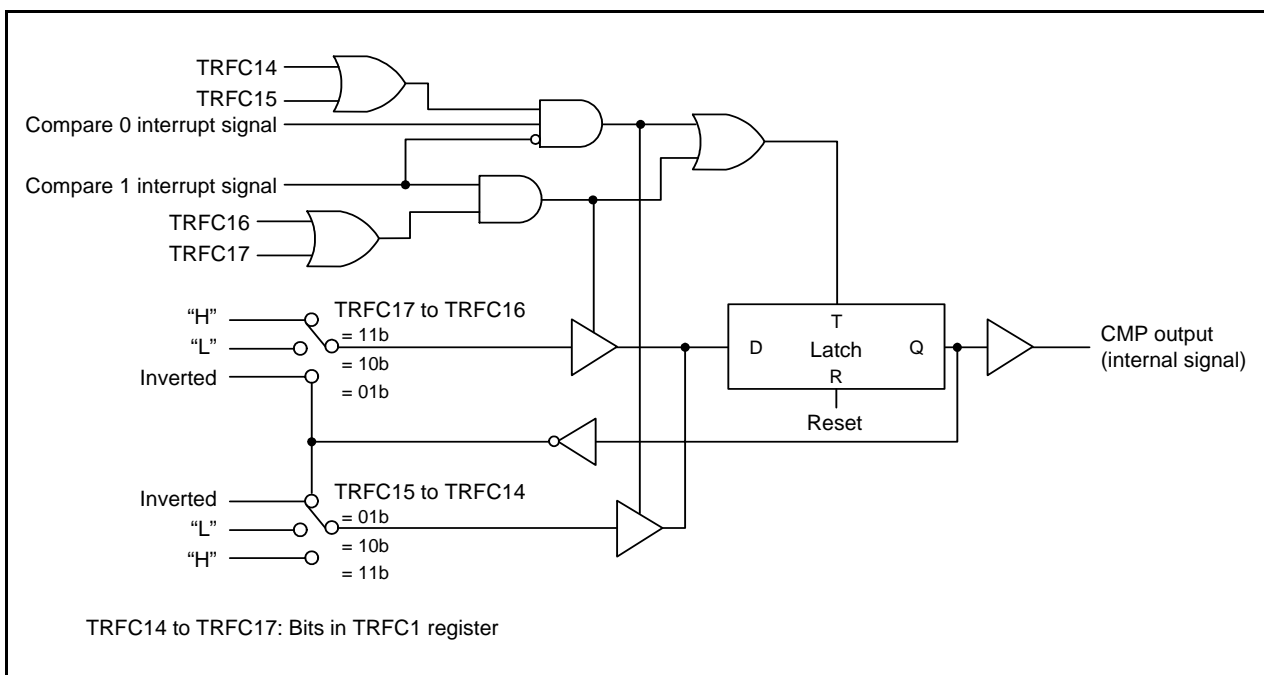 TRFC14
TRFC15
Compare 0 interrupt signal
Compare 1 interrupt signal
TRFC16
TRFC17
“H”
“L”
Inverted
TRFC17 to TRFC16
= 11b
= 10b
= 01b
D
T
Latch
R
Q
Reset
CMP output
(internal signal)
Inverted
“L”
“H”
TRFC15 to TRFC14
= 01b
= 10b
= 11b
TRFC14 to TRFC17: Bits in TRFC1 register